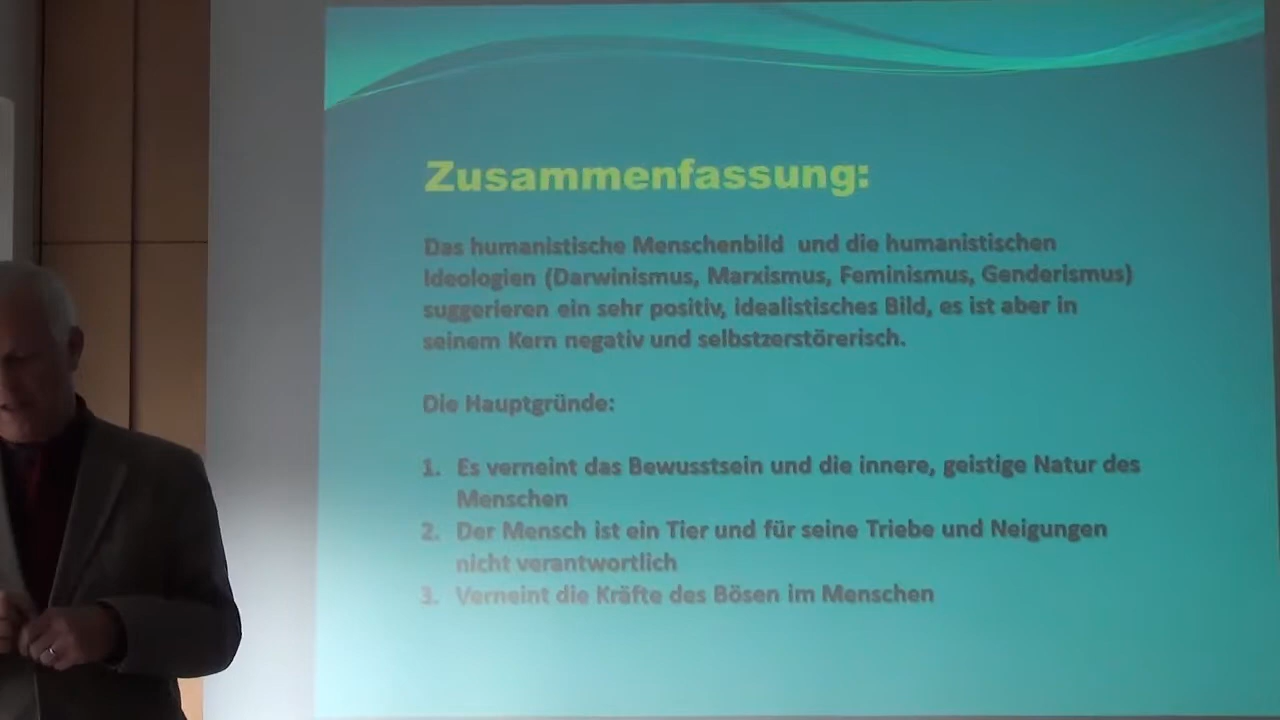 Zusammenfassung:
Das humanistische Menschenbild und die humanistischen
Ideologien (Darwinismus, Marxismus, Feminismus, Genderismus)
suggerieren ein sehr positiv, idealistisches Bild, es ist aber in
seinem Kern negativ und selbstzerstörerisch.
Die Hauptgründe:
1. Es verneint das Bewusstsein und die innere, geistige Natur des
Menschen
2. Der Mensch ist ein Tier und für seine Triebe und Neigungen
nicht verantwortlich
3. Verneint die Kräfte des Bösen im Menschen